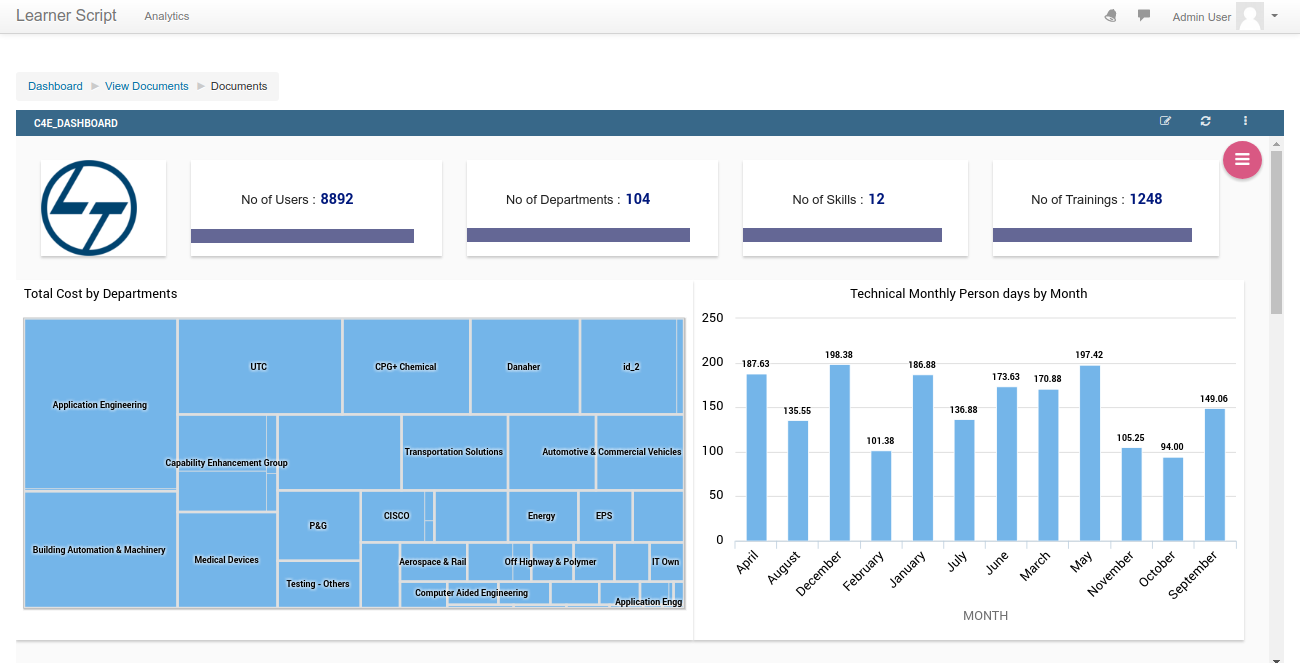 Learner Script Analytics Admin User
Dashboard View Documents Documents
C4E_DASHBOARD
LT
No of Users : 8892
No of Departments : 104
No of Skills : 12
No of Trainings : 1248
Total Cost by Departments
Application Engineering
UTC
CPG+ Chemical
Danaher
id_2
Capability Enhancement Group
Transportation Solutions
Automotive & Commercial Vehicles
Building Automation & Machinery
Medical Devices
P&G
CISCO
Energy
EPS
Testing - Others
Aerospace & Rail
Off Highway & Polymer
IT Own
Computer Aided Engineering
Application Engg
Technical Monthly Person days by Month
250
200
150
100
50
0
187.63
135.55
198.38
101.38
186.88
136.88
173.63
170.88
197.42
105.25
94.00
149.06
April
August
December
February
January
July
June
March
May
November
October
September
MONTH